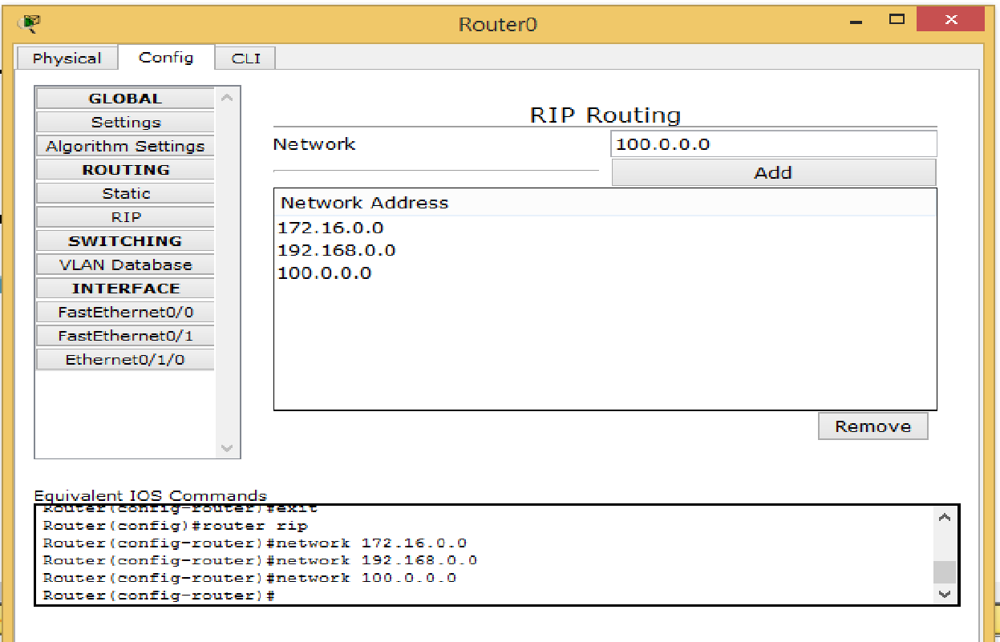 Router0
Physical
Config
CLI
GLOBAL
Settings
Algorithm Settings
ROUTING
Static
RIP
SWITCHING
VLAN Database
INTERFACE
FastEthernet0/0
FastEthernet0/1
Ethernet0/1/0
RIP Routing
Network
100.0.0.0
Add
Network Address
172.16.0.0
192.168.0.0
100.0.0.0
Remove
Equivalent IOS Commands
Router(config-router)#exit
Router(config)#router rip
Router(config-router)#network 172.16.0.0
Router(config-router)#network 192.168.0.0
Router(config-router)#network 100.0.0.0
Router(config-router)#